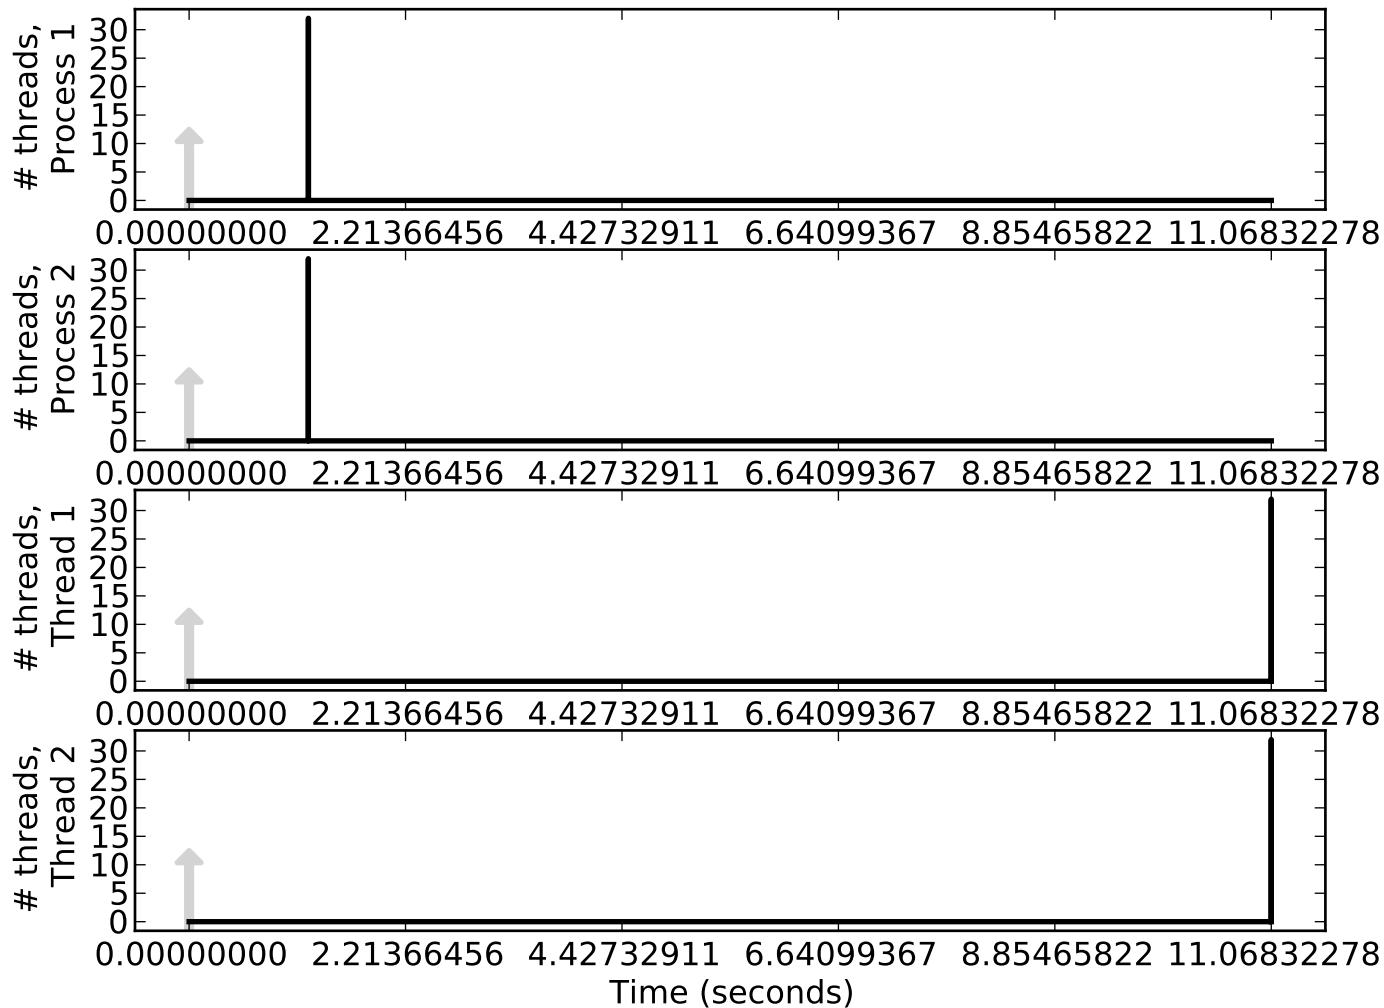 # threads,
Process 1
30
25
20
15
10
5
0
0.00000000 2.21366456 4.42732911 6.64099367 8.85465822 11.06832278
# threads,
Process 2
30
25
20
15
10
5
0
0.00000000 2.21366456 4.42732911 6.64099367 8.85465822 11.06832278
# threads,
Thread 1
30
25
20
15
10
5
0
0.00000000 2.21366456 4.42732911 6.64099367 8.85465822 11.06832278
# threads,
Thread 2
30
25
20
15
10
5
0
0.00000000 2.21366456 4.42732911 6.64099367 8.85465822 11.06832278
Time (seconds)